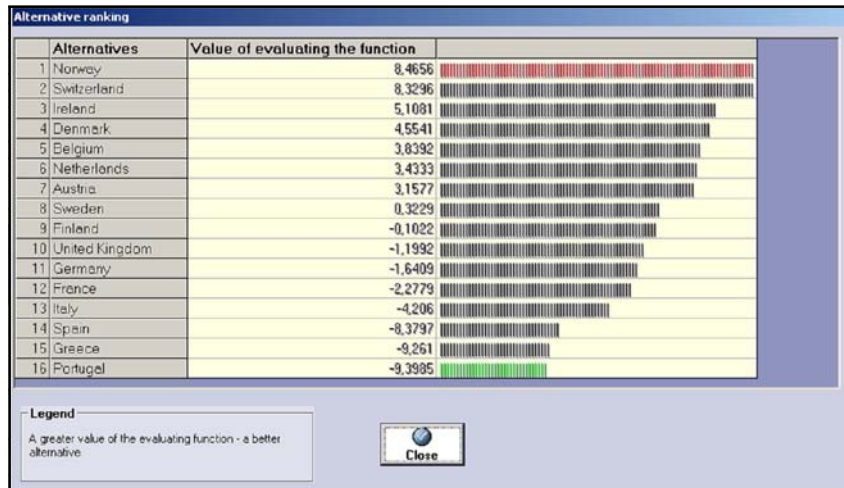 Alternative ranking
Alternatives Value of evaluating the function
1 Norway 8,4656
2 Switzerland 8,3296
3 Ireland 5,1081
4 Denmark 4,5541
5 Belgium 3,8392
6 Netherlands 3,4333
7 Austria 3,1577
8 Sweden 0,3229
9 Finland -0,1022
10 United Kingdom -1,1992
11 Germany -1,6409
12 France -2,2779
13 Italy -4,206
14 Spain -8,3797
15 Greece -9,261
16 Portugal -9,3985
Legend
A greater value of the evaluating function - a better
alternative
Close